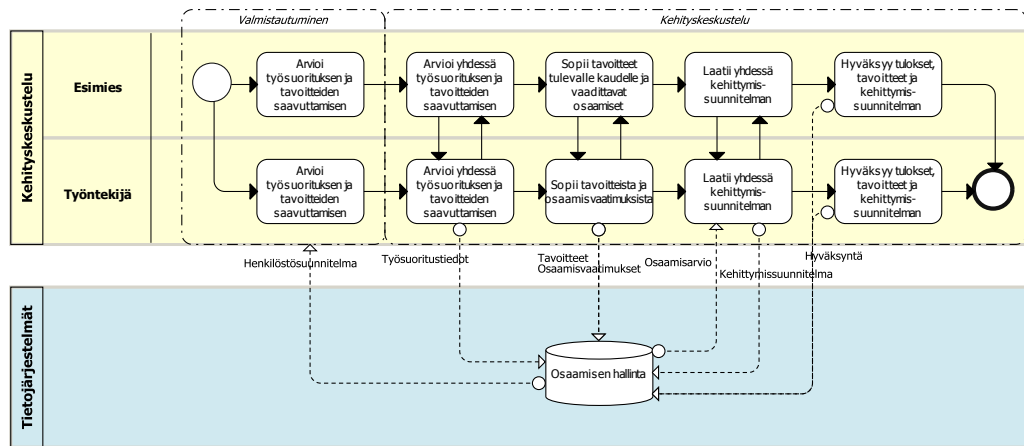 Valmistautuminen
Kehityskeskustelu
Kehityskeskustelu
Esimies
Arvioi
työsuorituksen ja
tavoitteiden
saavuttamisen
Arvioi yhdessä
työsuorituksen ja
tavoitteiden
saavuttamisen
Sopii tavoitteet
tulevalle kaudelle ja
vaadittavat
osaamiset
Laatii yhdessä
kehittymis-
suunnitelman
Hyväksyy tulokset,
tavoitteet ja
kehittymis-
suunnitelman
Työntekijä
Arvioi
työsuorituksen ja
tavoitteiden
saavuttamisen
Arvioi yhdessä
työsuorituksen ja
tavoitteiden
saavuttamisen
Sopii tavoitteista ja
osaamisvaatimuksista
Laatii yhdessä
kehittymis-
suunnitelman
Hyväksyy tulokset,
tavoitteet ja
kehittymis-
suunnitelman
Henkilöstösuunnitelma
Työsuoritustiedot
Tavoitteet
Osaamisvaatimukset
Osaamisarvio
Kehittymissuunnitelma
Hyväksyntä
Tietojärjestelmät
Osaamisen hallinta